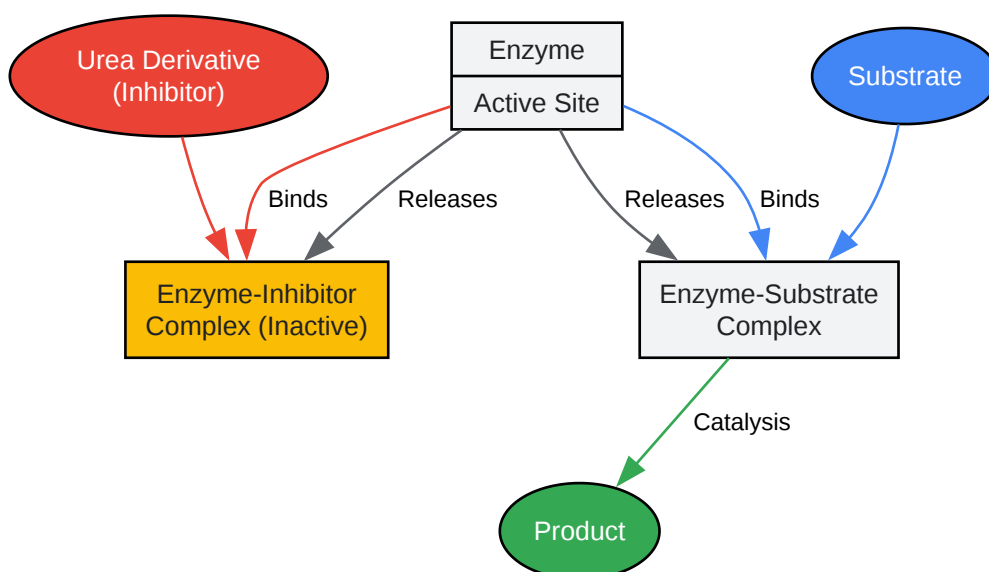 Urea Derivative
(Inhibitor)
Enzyme
Active Site
Substrate
Binds
Releases
Releases
Binds
Enzyme-Inhibitor
Complex (Inactive)
Enzyme-Substrate
Complex
Catalysis
Product